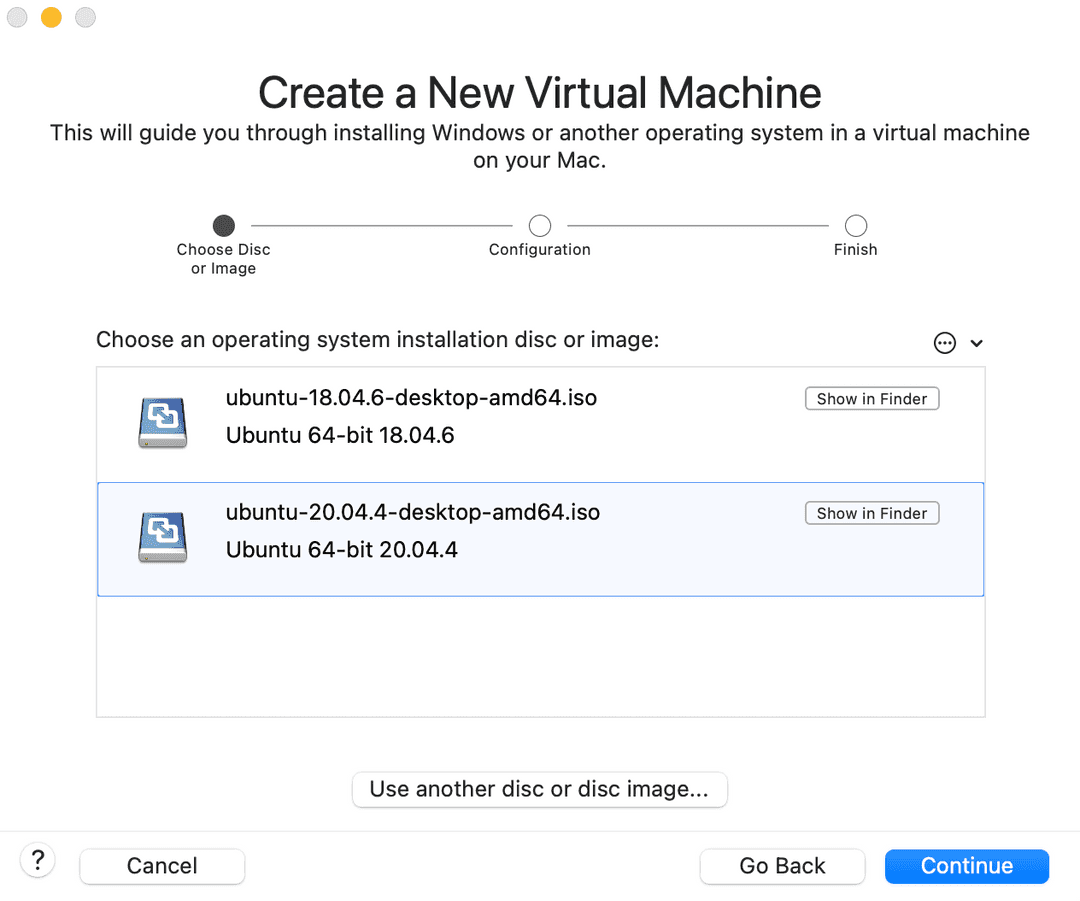 Create a New Virtual Machine
This will guide you through installing Windows or another operating system in a virtual machine
on your Mac.
Choose Disc
or Image
Configuration
Finish
Choose an operating system installation disc or image:
ubuntu-18.04.6-desktop-amd64.iso
Show in Finder
Ubuntu 64-bit 18.04.6
ubuntu-20.04.4-desktop-amd64.iso
Show in Finder
Ubuntu 64-bit 20.04.4
Use another disc or disc image...
?
Cancel
Go Back
Continue